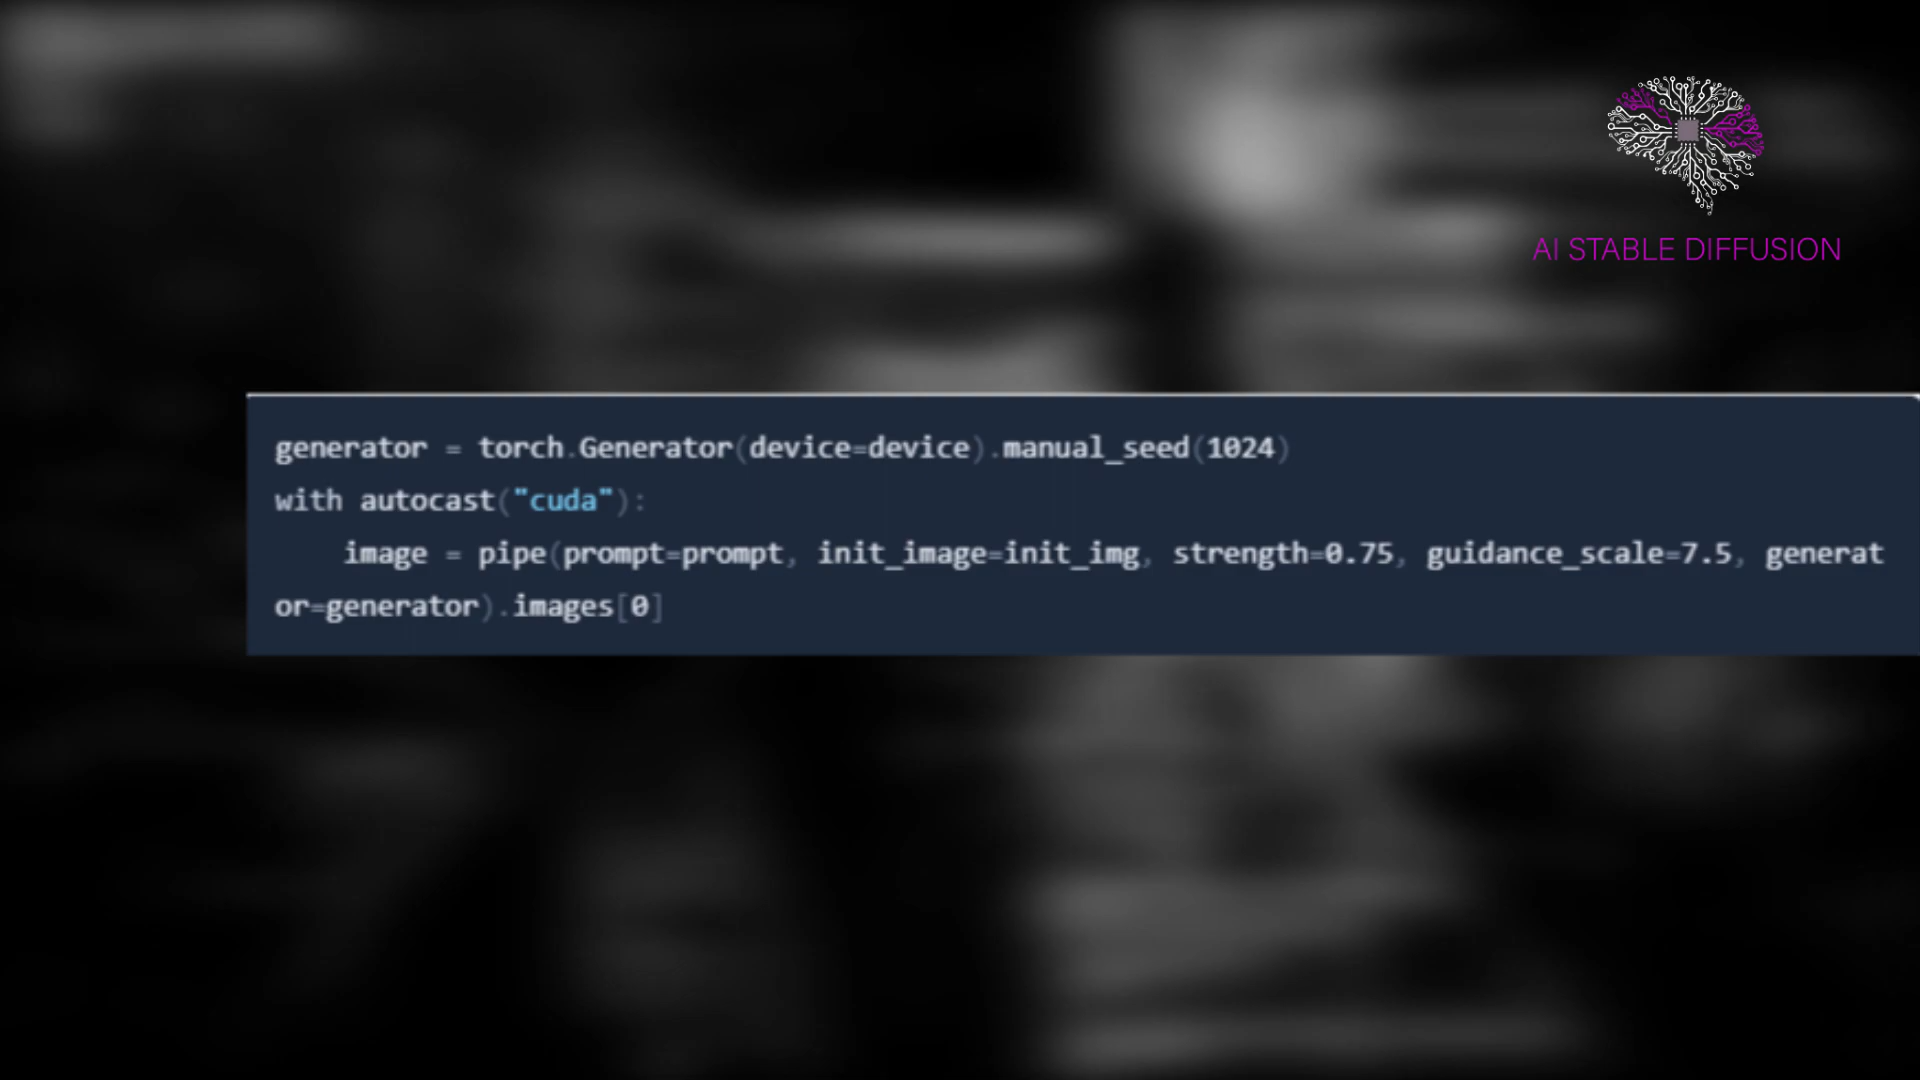 AI STABLE DIFFUSION
generator = torch.Generator(device=device).manual_seed(1024)
with autocast("cuda"):
    image = pipe(prompt=prompt, init_image=init_img, strength=0.75, guidance_scale=7.5, generat
or=generator).images[0]